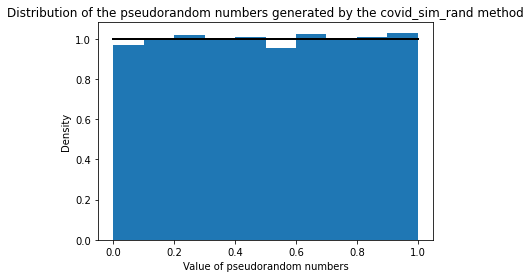 Distribution of the pseudorandom numbers generated by the covid_sim_rand method
Density
1.0
0.8
0.6
0.4
0.2
0.0
0.0 0.2 0.4 0.6 0.8 1.0
Value of pseudorandom numbers